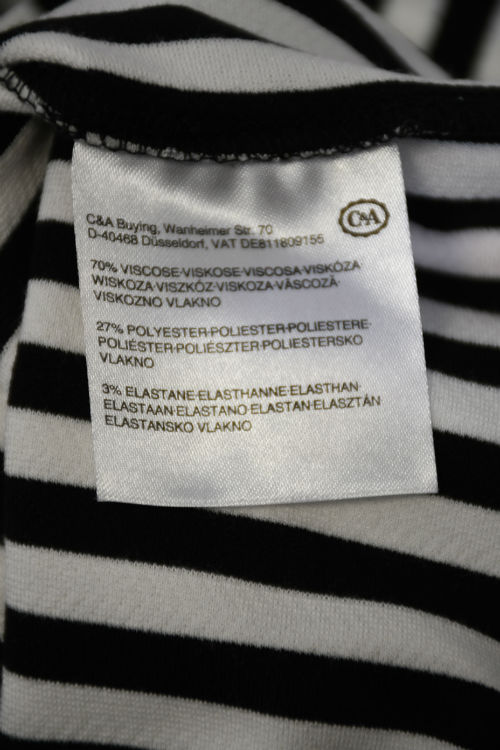 C&A Buying, Wanheimer Str. 70
C&A
D-40468 Düsseldorf, VAT DE811809155
70% VISCOSE·VISKOSE·VISCOSA·VISKÓZA·
WISKOZA·VISZKÓZ·VISKOZA·VÂSCOZĂ·
VISKOZNO VLAKNO
27% POLYESTER·POLIESTER·POLIESTERE·
POLIÉSTER·POLIÉSZTER·POLIESTERSKO
VLAKNO
3% ELASTANE·ELASTHANNE·ELASTHAN·
ELASTAAN·ELASTANO·ELASTAN·ELASZTÁN
ELASTANSKO VLAKNO